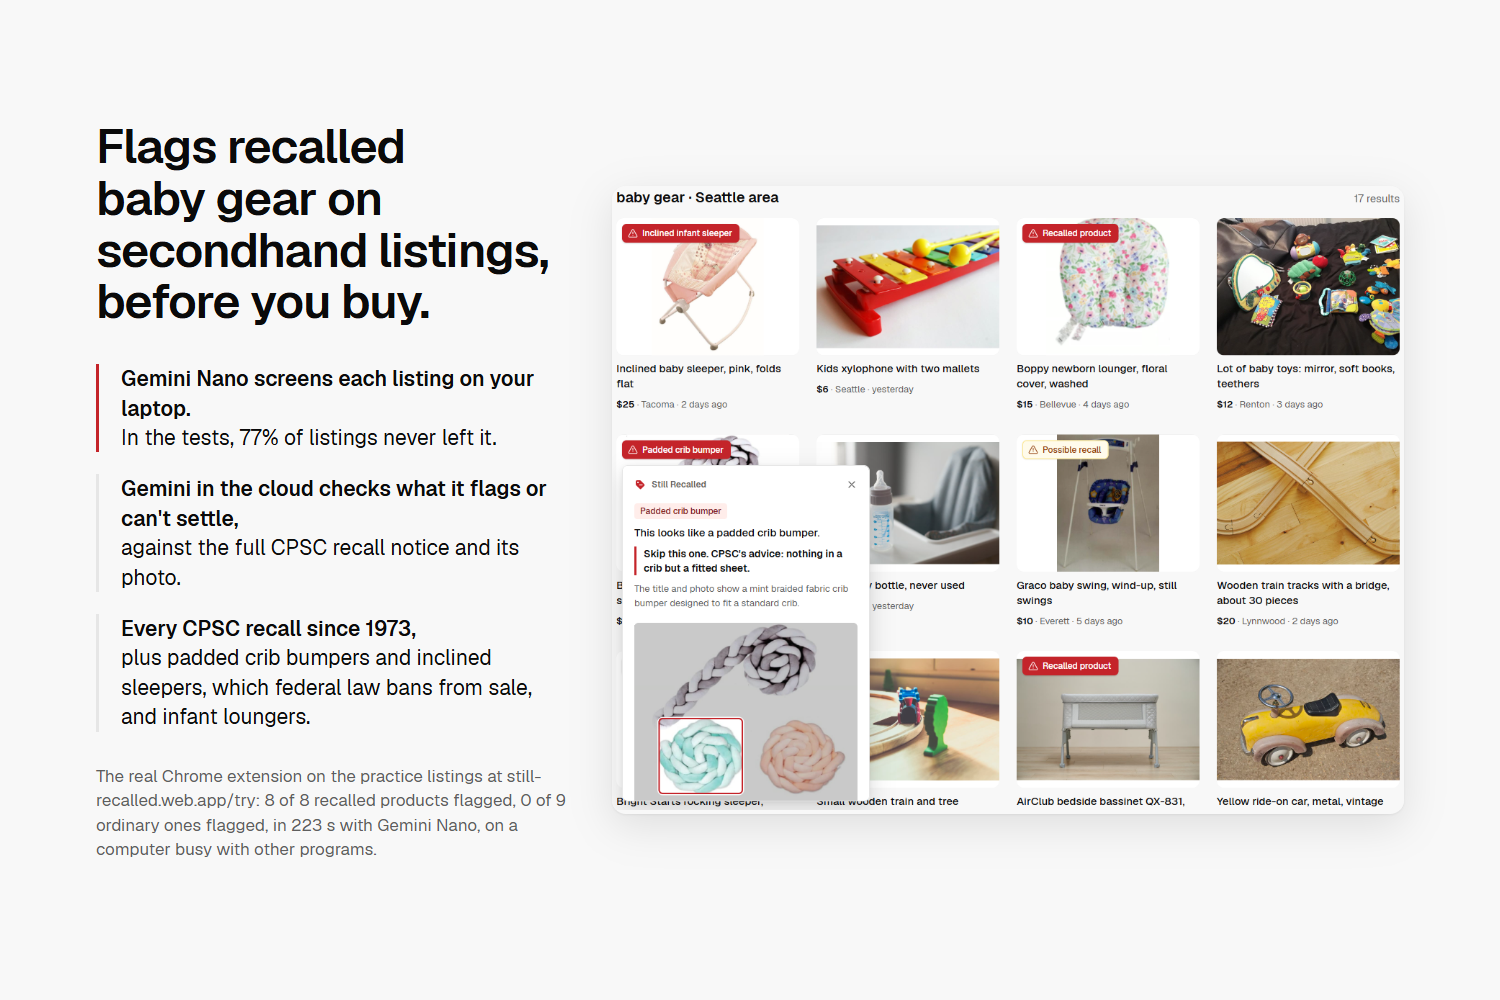 Flags recalled
baby gear on
secondhand listings,
before you buy.
Gemini Nano screens each listing on your
laptop.
In the tests, 77% of listings never left it.
Gemini in the cloud checks what it flags or
can't settle,
against the full CPSC recall notice and its
photo.
Every CPSC recall since 1973,
plus padded crib bumpers and inclined
sleepers, which federal law bans from sale,
and infant loungers.
The real Chrome extension on the practice listings at still-
recalled.web.app/try: 8 of 8 recalled products flagged, 0 of 9
ordinary ones flagged, in 223 s with Gemini Nano, on a
computer busy with other programs.
baby gear · Seattle area
17 results
Inclined infant sleeper
Inclined baby sleeper, pink, folds
flat
$25 · Tacoma · 2 days ago
Kids xylophone with two mallets
$6 · Seattle · yesterday
Recalled product
Boppy newborn lounger, floral
cover, washed
$15 · Bellevue · 4 days ago
Lot of baby toys: mirror, soft books,
teethers
$12 · Renton · 3 days ago
Padded crib bumper
Still Recalled
Padded crib bumper
This looks like a padded crib bumper.
Skip this one. CPSC's advice: nothing in a
crib but a fitted sheet.
The title and photo show a mint braided fabric crib
bumper designed to fit a standard crib.
bottle, never used
yesterday
Possible recall
Graco baby swing, wind-up, still
swings
$10 · Everett · 5 days ago
Wooden train tracks with a bridge,
about 30 pieces
$20 · Lynnwood · 2 days ago
Bright Starts rocking sleeper,
Small wooden train and tree
Recalled product
AirClub bedside bassinet QX-831,
Yellow ride-on car, metal, vintage